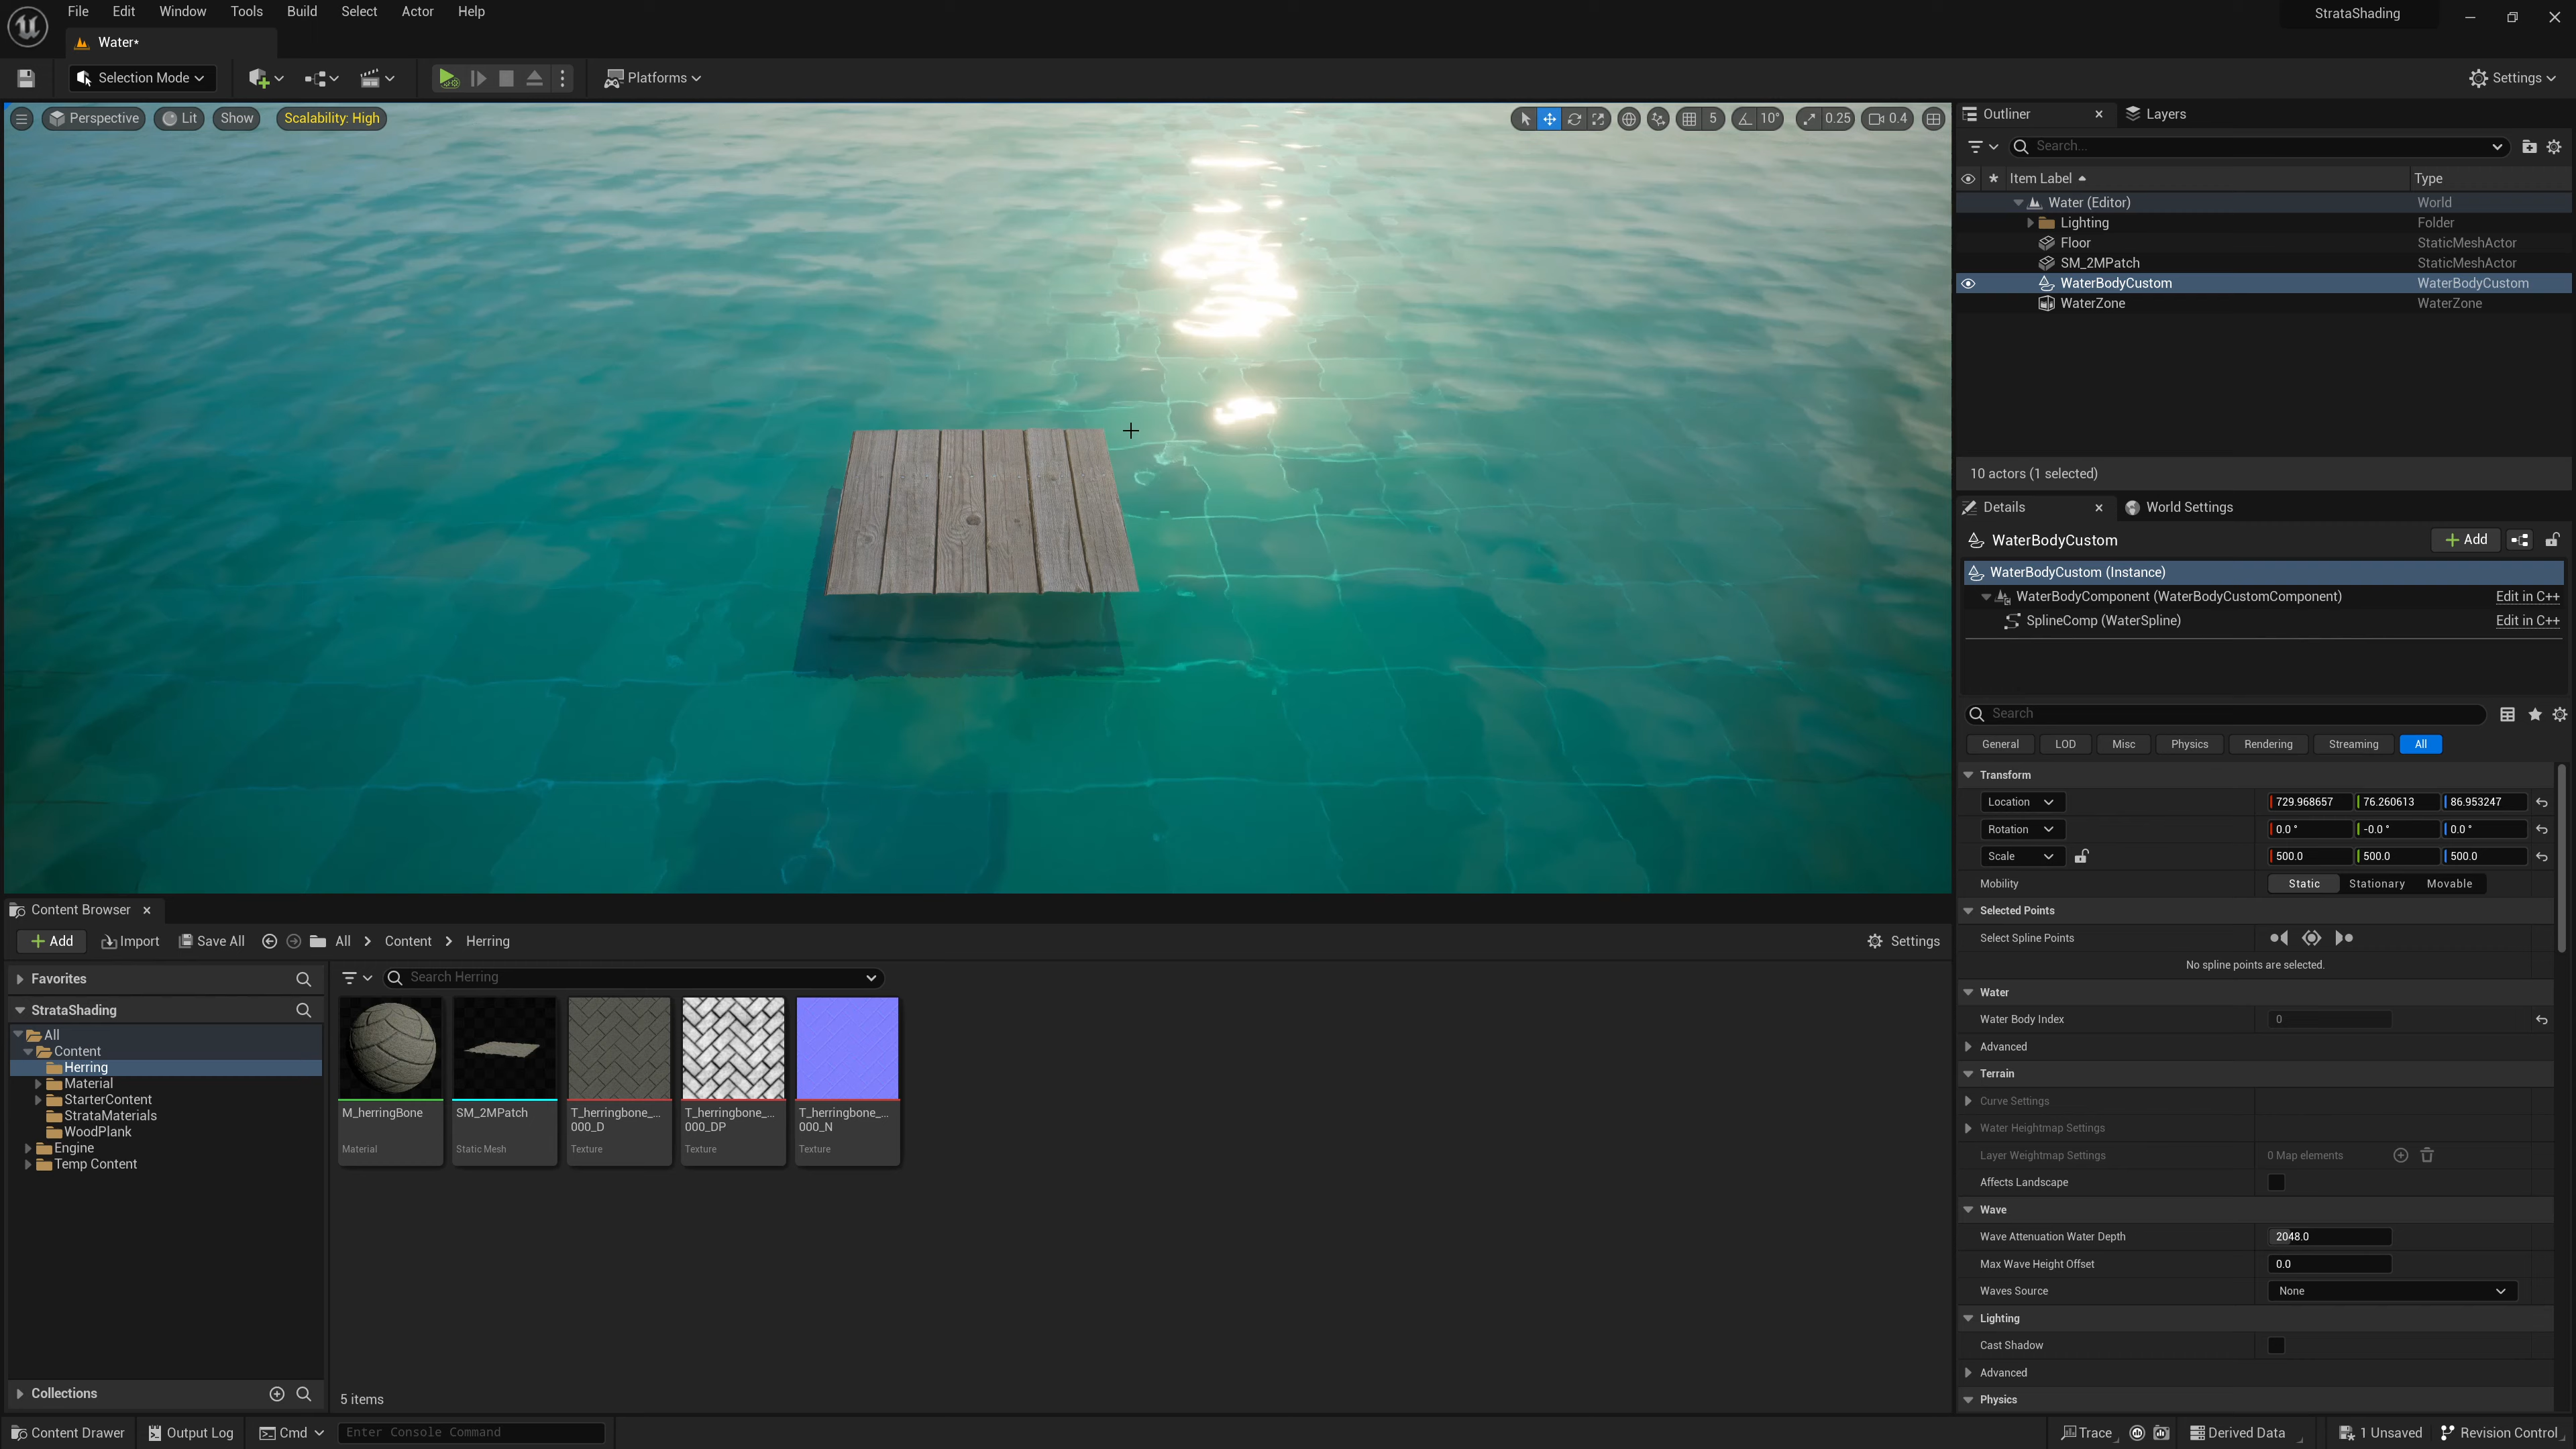 File Edit Window Tools Build Select Actor Help
StrataShading
Water*
Selection Mode
Platforms
Settings
Perspective Lit Show Scalability: High
5 10° 0.25 0.4
Outliner Layers
Search...
Item Label Type
Water (Editor) World
Lighting Folder
Floor StaticMeshActor
SM_2MPatch StaticMeshActor
WaterBodyCustom WaterBodyCustom
WaterZone WaterZone
10 actors (1 selected)
Details World Settings
WaterBodyCustom Add
WaterBodyCustom (Instance)
WaterBodyComponent (WaterBodyCustomComponent) Edit in C++
SplineComp (WaterSpline) Edit in C++
Search
General LOD Misc Physics Rendering Streaming All
Transform
Location 729.968657 76.260613 86.953247
Rotation 0.0 ° -0.0 ° 0.0 °
Scale 500.0 500.0 500.0
Mobility Static Stationary Movable
Selected Points
Select Spline Points
No spline points are selected.
Water
Water Body Index 0
Advanced
Terrain
Curve Settings
Water Heightmap Settings
Layer Weightmap Settings 0 Map elements
Affects Landscape
Wave
Wave Attenuation Water Depth 2048.0
Max Wave Height Offset 0.0
Waves Source None
Lighting
Cast Shadow
Advanced
Physics
Content Browser
Add Import Save All All > Content > Herring Settings
Favorites
Search Herring
StrataShading
All
Content
Herring
Material
StarterContent
StrataMaterials
WoodPlank
Engine
Temp Content
Collections
M_herringBone
Material
SM_2MPatch
Static Mesh
T_herringbone_...
000_D
Texture
T_herringbone_...
000_DP
Texture
T_herringbone_...
000_N
Texture
5 items
Content Drawer Output Log Cmd Enter Console Command
Trace Derived Data 1 Unsaved Revision Control